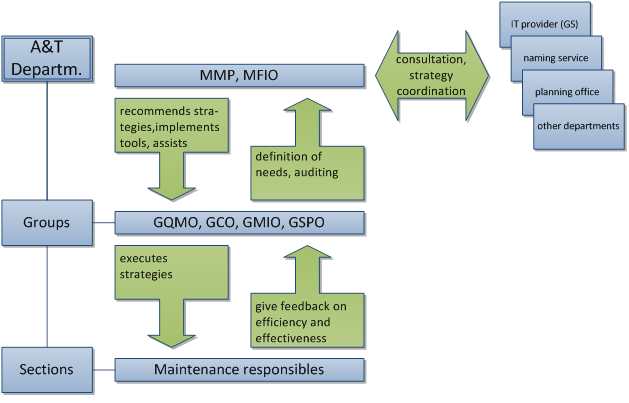 A&T
Departm.
MMP, MFIO
consultation,
strategy
coordination
IT provider (GS)
naming service
planning office
other departments
recommends stra-
tegies,implements
tools, assists
definition of
needs, auditing
Groups
GQMO, GCO, GMIO, GSPO
executes
strategies
give feedback on
efficiency and
effectiveness
Sections
Maintenance responsibles